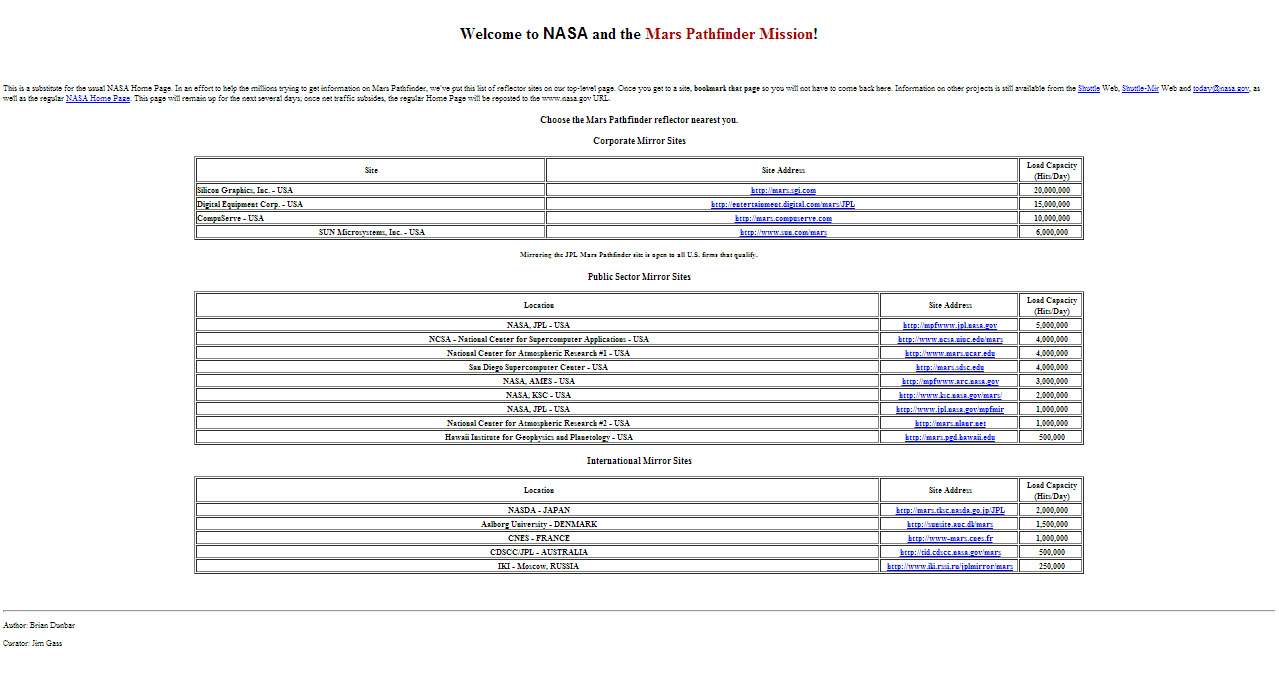 Welcome to NASA and the Mars Pathfinder Mission!
This is a substitute for the usual NASA Home Page. In an effort to help the millions trying to get information on Mars Pathfinder, we've put this list of reflector sites on our top-level page. Once you get to a site, bookmark that page so you will not have to come back here. Information on other projects is still available from the Shuttle Web, Shuttle-Mir Web and today@nasa.gov, as
well as the regular NASA Home Page. This page will remain up for the next several days; once net traffic subsides, the regular Home Page will be reposted to the www.nasa.gov URL.
Choose the Mars Pathfinder reflector nearest you.
Corporate Mirror Sites
Site Site Address Load Capacity
(Hits/Day)
Silicon Graphics, Inc. - USA http://mars.sgi.com 20,000,000
Digital Equipment Corp. - USA http://entertainment.digital.com/mars/JPL 15,000,000
CompuServe - USA http://mars.compuserve.com 10,000,000
SUN Microsystems, Inc. - USA http://www.sun.com/mars 6,000,000
Mirroring the JPL Mars Pathfinder site is open to all U.S. firms that qualify.
Public Sector Mirror Sites
Location Site Address Load Capacity
(Hits/Day)
NASA, JPL - USA http://mpfwww.jpl.nasa.gov 5,000,000
NCSA - National Center for Supercomputer Applications - USA http://www.ncsa.uiuc.edu/mars 4,000,000
National Center for Atmospheric Research #1 - USA http://www.mars.ucar.edu 4,000,000
San Diego Supercomputer Center - USA http://mars.sdsc.edu 4,000,000
NASA, AMES - USA http://mpfwww.arc.nasa.gov 3,000,000
NASA, KSC - USA http://www.ksc.nasa.gov/mars/ 2,000,000
NASA, JPL - USA http://www.jpl.nasa.gov/mpfmir 1,000,000
National Center for Atmospheric Research #2 - USA http://mars.nlanr.net 1,000,000
Hawaii Institute for Geophysics and Planetology - USA http://mars.pgd.hawaii.edu 500,000
International Mirror Sites
Location Site Address Load Capacity
(Hits/Day)
NASDA - JAPAN http://mars.tksc.nasda.go.jp/JPL 2,000,000
Aalborg University - DENMARK http://sunsite.auc.dk/mars 1,500,000
CNES - FRANCE http://www-mars.cnes.fr 1,000,000
CDSCC/JPL - AUSTRALIA http://tid.cdscc.nasa.gov/mars 500,000
IKI - Moscow, RUSSIA http://www.iki.rssi.ru/jplmirror/mars 250,000
Author: Brian Dunbar
Curator: Jim Gass